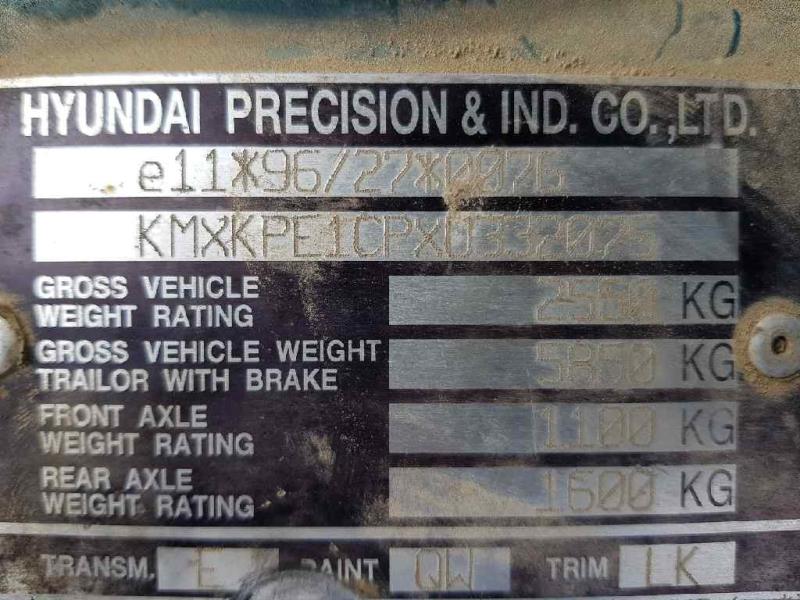 HYUNDAI PRECISION & IND. CO.,LTD.
e11*96/27*0076
KMXKPE1CPXU332075
GROSS VEHICLE
WEIGHT RATING 2550 KG
GROSS VEHICLE WEIGHT
TRAILOR WITH BRAKE 5850 KG
FRONT AXLE
WEIGHT RATING 1100 KG
REAR AXLE
WEIGHT RATING 1600 KG
TRANSM. E PAINT QW TRIM LK